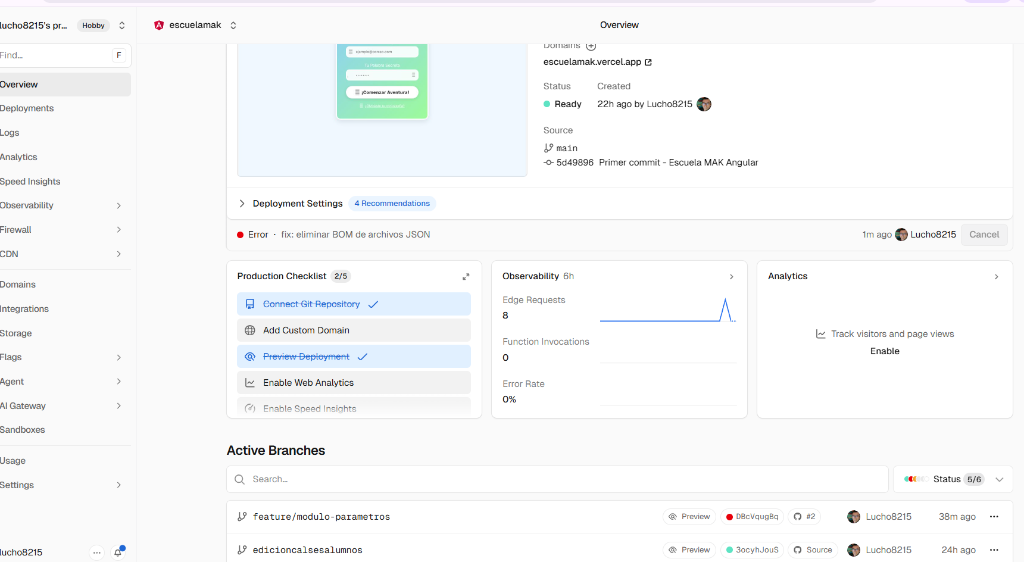 lucho8215's pr... Hobby
escuelamak
Overview
Find... F
Overview
Deployments
Logs
Analytics
Speed Insights
Observability
Firewall
CDN
Domains
Integrations
Storage
Flags
Agent
AI Gateway
Sandboxes
Usage
Settings
lucho8215
¡Comenzar Aventura!
Domains
escuelamak.vercel.app
Status Created
Ready 22h ago by Lucho8215
Source
main
5d49896 Primer commit - Escuela MAK Angular
Deployment Settings 4 Recommendations
Error · fix: eliminar BOM de archivos JSON 1m ago Lucho8215 Cancel
Production Checklist 2/5
Connect Git Repository
Add Custom Domain
Preview Deployment
Enable Web Analytics
Enable Speed Insights
Observability 6h
Edge Requests
8
Function Invocations
0
Error Rate
0%
Analytics
Track visitors and page views
Enable
Active Branches
Search... Status 5/6
feature/modulo-parametros Preview D8cVqugBq #2 Lucho8215 38m ago
edicioncalsesalumnos Preview 3ocyhJouS Source Lucho8215 24h ago